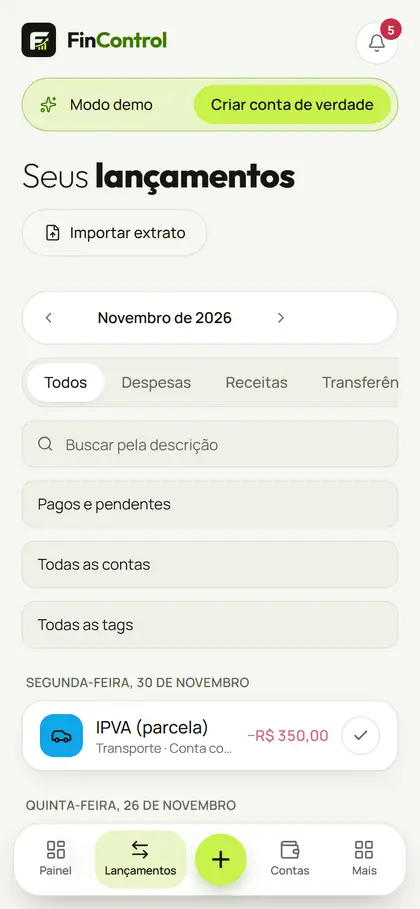 FinControl
5
Modo demo
Criar conta de verdade
Seus lançamentos
Importar extrato
Novembro de 2026
Todos Despesas Receitas Transferên
Buscar pela descrição
Pagos e pendentes
Todas as contas
Todas as tags
SEGUNDA-FEIRA, 30 DE NOVEMBRO
IPVA (parcela)
−R$ 350,00
Transporte · Conta co...
QUINTA-FEIRA, 26 DE NOVEMBRO
Painel Lançamentos Contas Mais